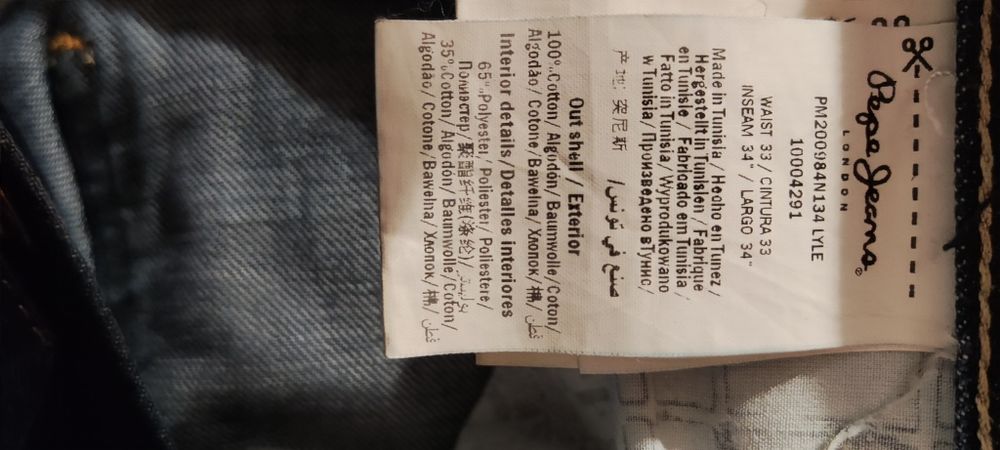 Pepe Jeans®
LONDON
PM200984N134 LYLE
10004291
WAIST 33 / CINTURA 33
INSEAM 34" / LARGO 34"
Made in Tunisia / Hecho en Tunez /
Hergestellt in Tunisien / Fabriqué
en Tunisie / Fabricado em Tunisia /
Fatto in Tunisia / Wyprodukowano
w Tunisia / Произведено в Тунис /
产 地: 突尼斯 / صنع في تونس
Out shell / Exterior
100% Cotton / Algodón / Baumwolle / Coton /
Algodão / Cotone / Bawełna / Хлопок / 棉 / قطن
Interior details / Detalles interiores
65% Polyester / Poliester / Poliestere /
Полиэстер / 聚酯纤维(涤纶) / بوليستر
35% Cotton / Algodón / Baumwolle / Coton /
Algodão / Cotone / Bawełna / Хлопок / 棉 / قطن